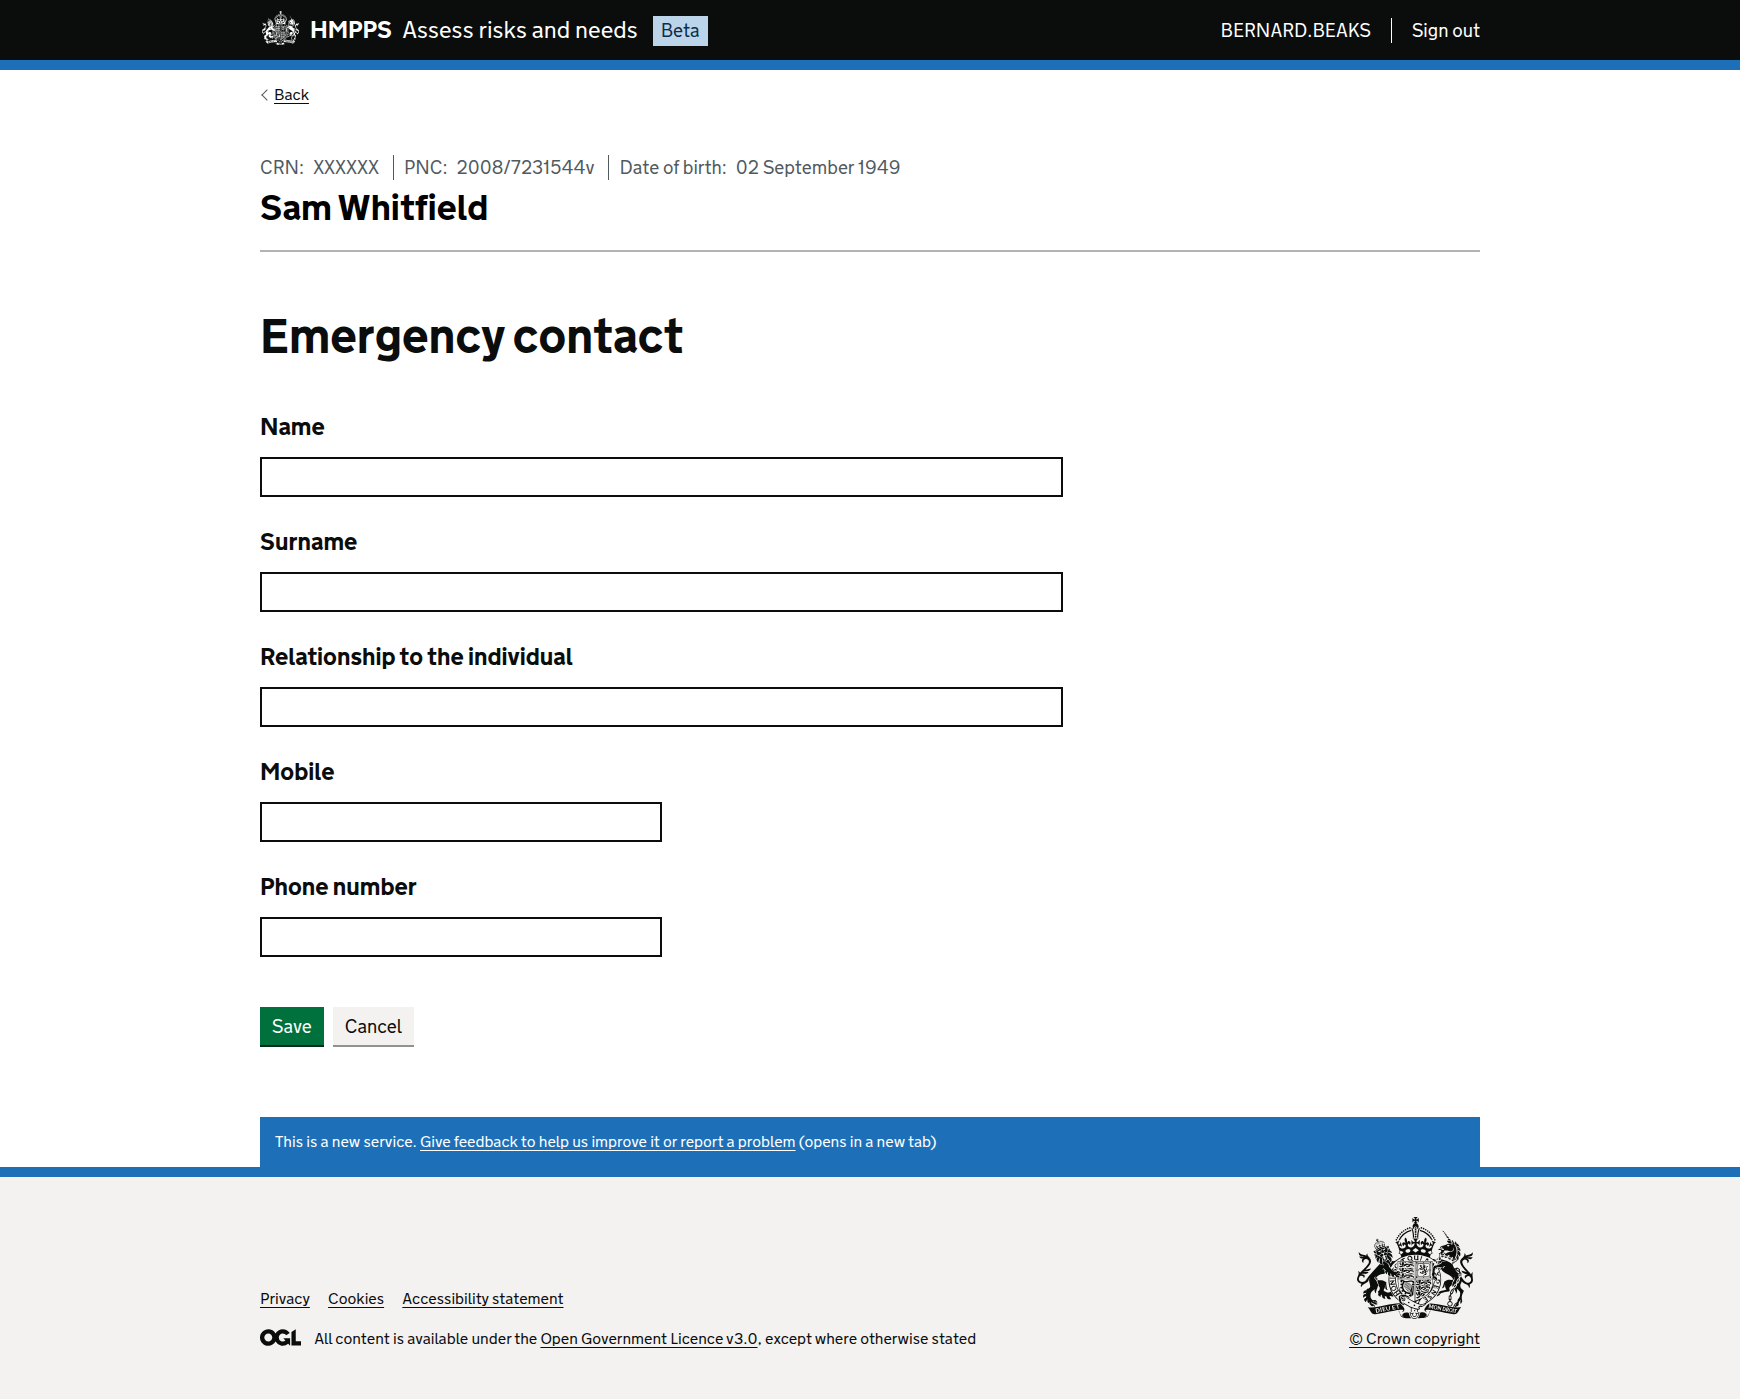 HMPPS Assess risks and needs Beta BERNARD.BEAKS Sign out
Back
CRN: XXXXXX PNC: 2008/7231544v Date of birth: 02 September 1949
Sam Whitfield
Emergency contact
Name
Surname
Relationship to the individual
Mobile
Phone number
Save Cancel
This is a new service. Give feedback to help us improve it or report a problem (opens in a new tab)
Privacy Cookies Accessibility statement
OGL All content is available under the Open Government Licence v3.0, except where otherwise stated
© Crown copyright